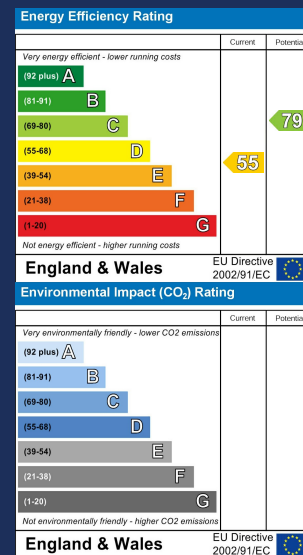 Energy Efficiency Rating
Current Potentia
Very energy efficient - lower running costs
(92 plus) A
(81-91) B
(69-80) C
79
(55-68) D
55
(39-54) E
(21-38) F
(1-20) G
Not energy efficient - higher running costs
England & Wales
EU Directive
2002/91/EC
Environmental Impact (CO₂) Rating
Current Potentia
Very environmentally friendly - lower CO2 emissions
(92 plus) A
(81-91) B
(69-80) C
(55-68) D
(39-54) E
(21-38) F
(1-20) G
Not environmentally friendly - higher CO2 emissions
England & Wales
EU Directive
2002/91/EC